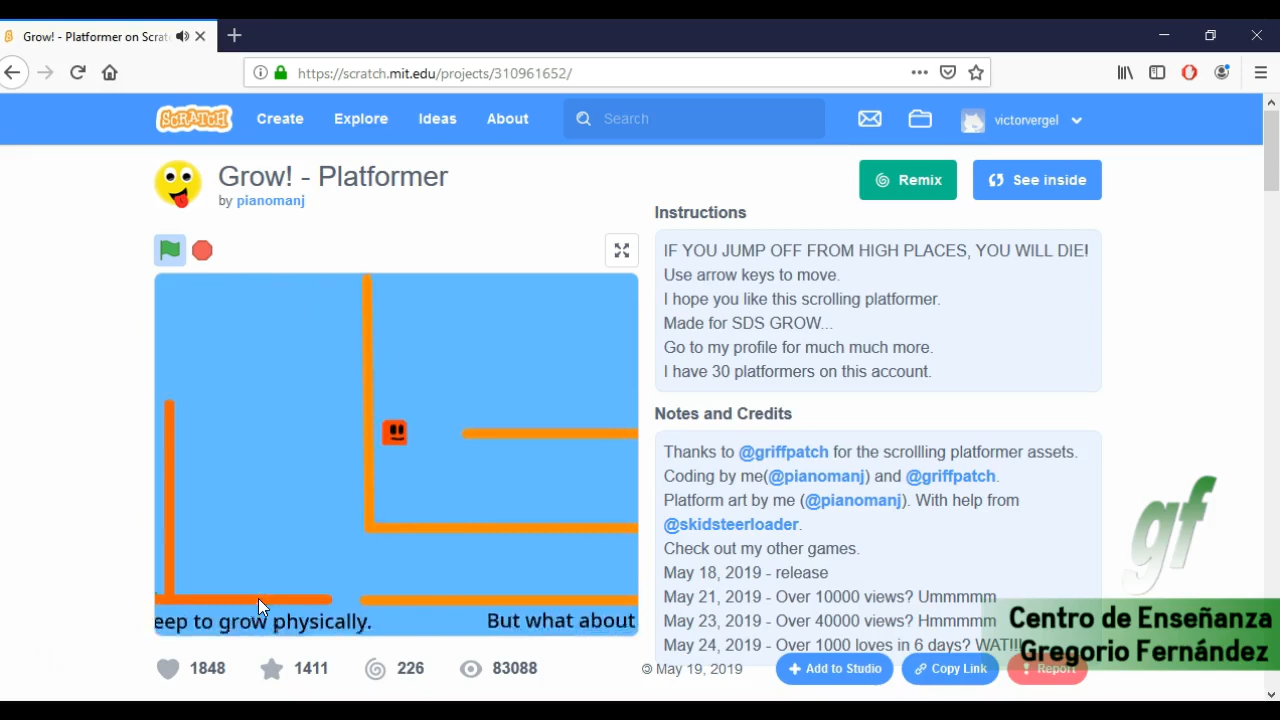 Grow! - Platformer on Scrat
https://scratch.mit.edu/projects/310961652/
SCRATCH
Create
Explore
Ideas
About
Search
victorvergel
Grow! - Platformer
by pianomanj
Remix
See inside
Instructions
IF YOU JUMP OFF FROM HIGH PLACES, YOU WILL DIE!
Use arrow keys to move.
I hope you like this scrolling platformer.
Made for SDS GROW...
Go to my profile for much much more.
I have 30 platformers on this account.
Notes and Credits
Thanks to @griffpatch for the scrollling platformer assets.
Coding by me(@pianomanj) and @griffpatch.
Platform art by me (@pianomanj). With help from
@skidsteerloader.
Check out my other games.
May 18, 2019 - release
May 21, 2019 - Over 10000 views? Ummmmm
May 23, 2019 - Over 40000 views? Hmmmmm
May 24, 2019 - Over 1000 loves in 6 days? WAT!!!
eep to grow physically.
But what about
1848
1411
226
83088
© May 19, 2019
Add to Studio
Copy Link
Report
gf
Centro de Enseñanza
Gregorio Fernández